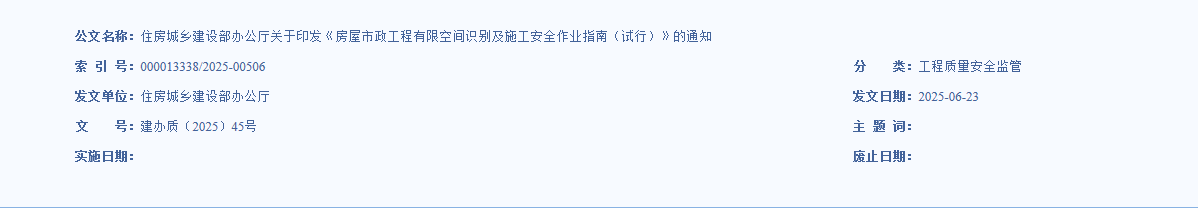 公文名称：住房城乡建设部办公厅关于印发《房屋市政工程有限空间识别及施工安全作业指南（试行）》的通知
索 引 号：000013338/2025-00506 分 类：工程质量安全监管
发文单位：住房城乡建设部办公厅 发文日期：2025-06-23
文 号：建办质（2025）45号 主 题 词：
实施日期： 废止日期：